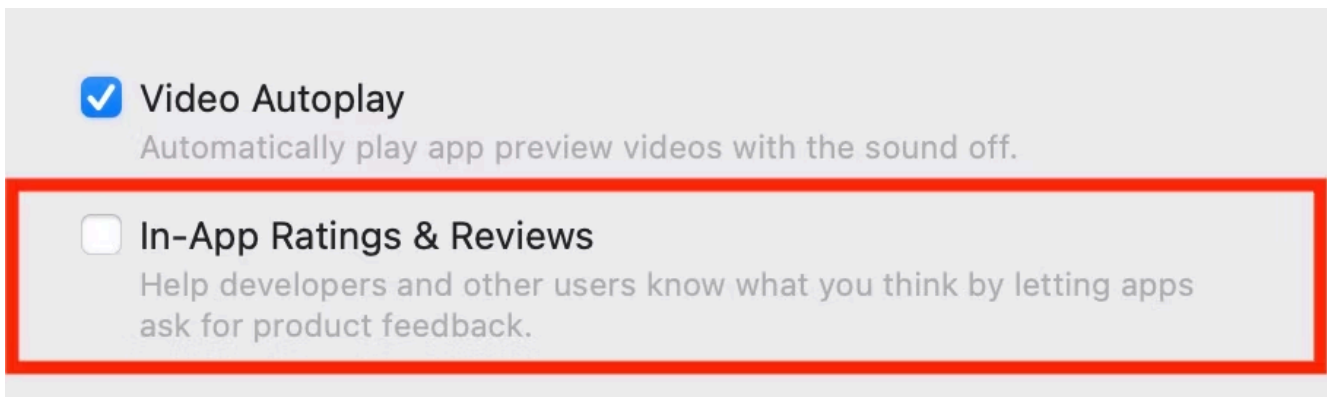 Video Autoplay
Automatically play app preview videos with the sound off.
In-App Ratings & Reviews
Help developers and other users know what you think by letting apps
ask for product feedback.